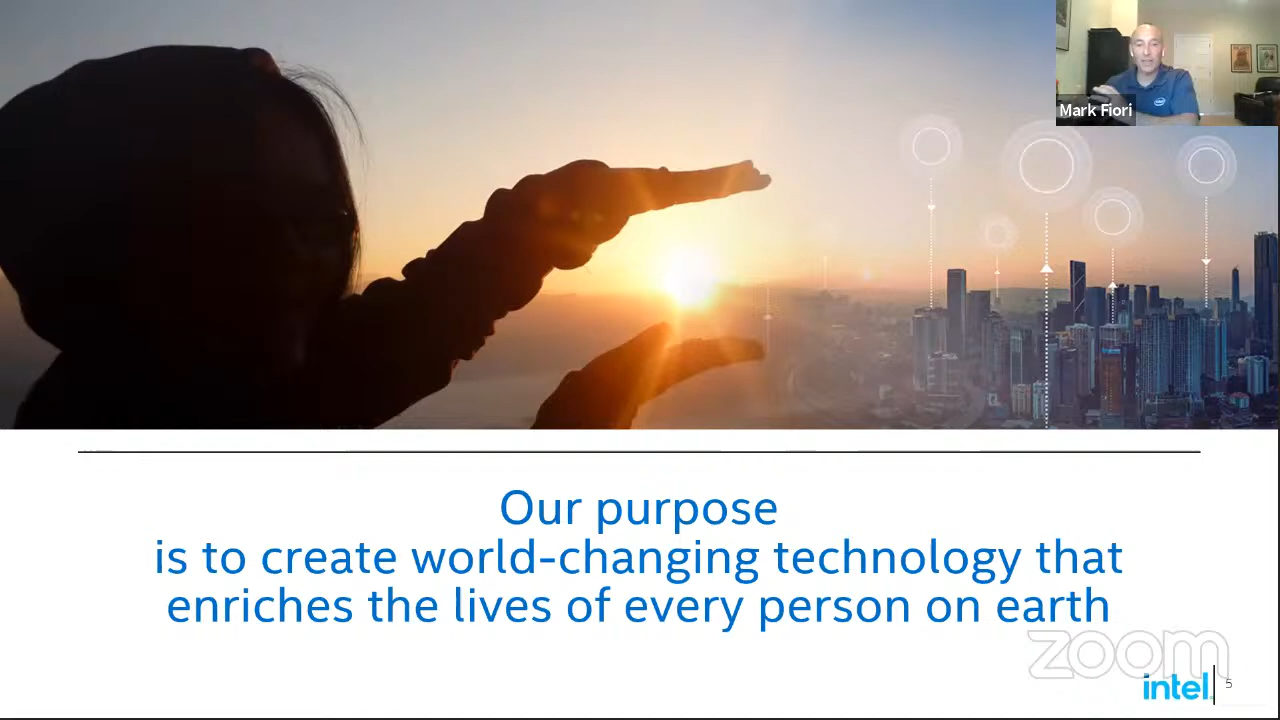 Mark Fiori
Our purpose
is to create world-changing technology that
enriches the lives of every person on earth
zoom
intel.
5